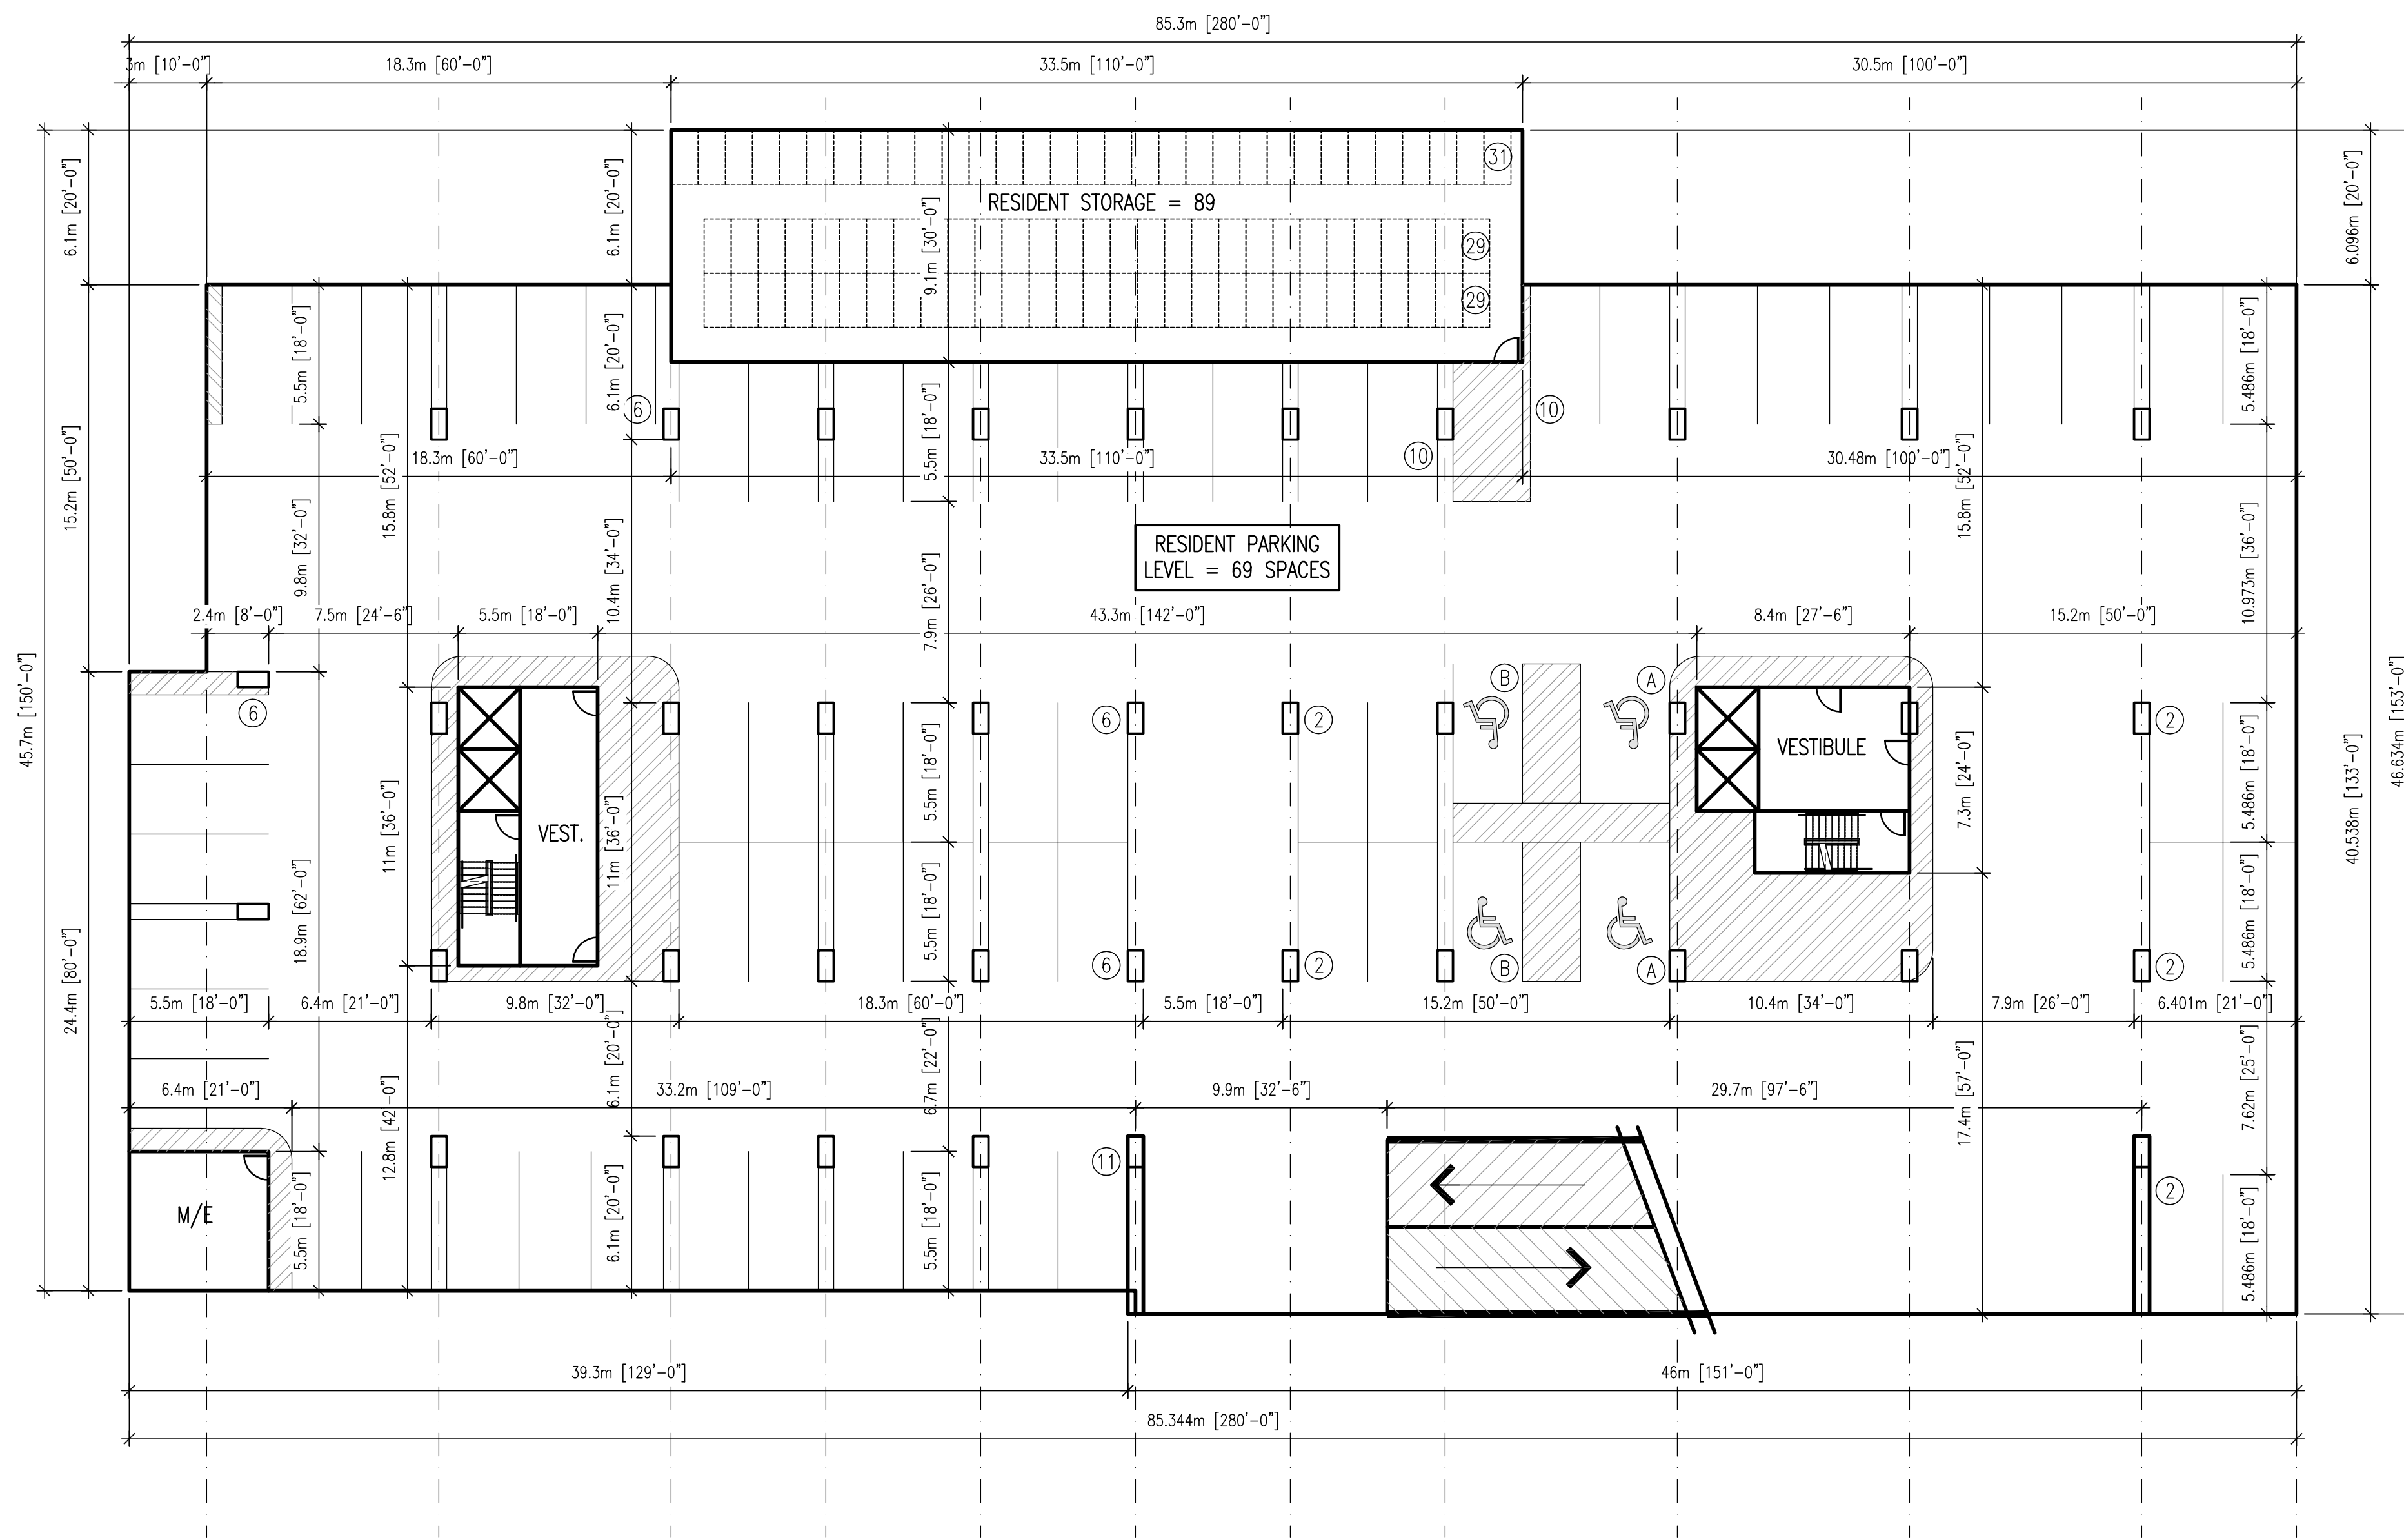 85.3m [280'-0"]
3m [10'-0"]
18.3m [60'-0"]
33.5m [110'-0"]
30.5m [100'-0"]
6.1m [20'-0"]
6.1m [20'-0"]
31
RESIDENT STORAGE = 89
9.1m [30'-0"]
29
29
6.096m [20'-0"]
5.5m [18'-0"]
6.1m [20'-0"]
5.486m [18'-0"]
6
10
10
15.2m [50'-0"]
15.8m [52'-0"]
5.5m [18'-0"]
15.8m [52'-0"]
18.3m [60'-0"]
33.5m [110'-0"]
30.48m [100'-0"]
9.8m [32'-0"]
10.4m [34'-0"]
7.9m [26'-0"]
10.973m [36'-0"]
RESIDENT PARKING
LEVEL = 69 SPACES
2.4m [8'-0"]
7.5m [24'-6"]
5.5m [18'-0"]
43.3m [142'-0"]
8.4m [27'-6"]
15.2m [50'-0"]
45.7m [150'-0"]
46.634m [153'-0"]
B
A
6
6
2
2
VESTIBULE
5.5m [18'-0"]
7.3m [24'-0"]
5.486m [18'-0"]
40.538m [133'-0"]
11m [36'-0"]
VEST.
11m [36'-0"]
18.9m [62'-0"]
5.5m [18'-0"]
5.486m [18'-0"]
24.4m [80'-0"]
6
2
B
A
2
5.5m [18'-0"]
6.4m [21'-0"]
9.8m [32'-0"]
18.3m [60'-0"]
5.5m [18'-0"]
15.2m [50'-0"]
10.4m [34'-0"]
7.9m [26'-0"]
6.401m [21'-0"]
6.1m [20'-0"]
6.7m [22'-0"]
17.4m [57'-0"]
7.62m [25'-0"]
6.4m [21'-0"]
33.2m [109'-0"]
9.9m [32'-6"]
29.7m [97'-6"]
12.8m [42'-0"]
11
2
M/E
5.5m [18'-0"]
6.1m [20'-0"]
5.5m [18'-0"]
5.486m [18'-0"]
39.3m [129'-0"]
46m [151'-0"]
85.344m [280'-0"]